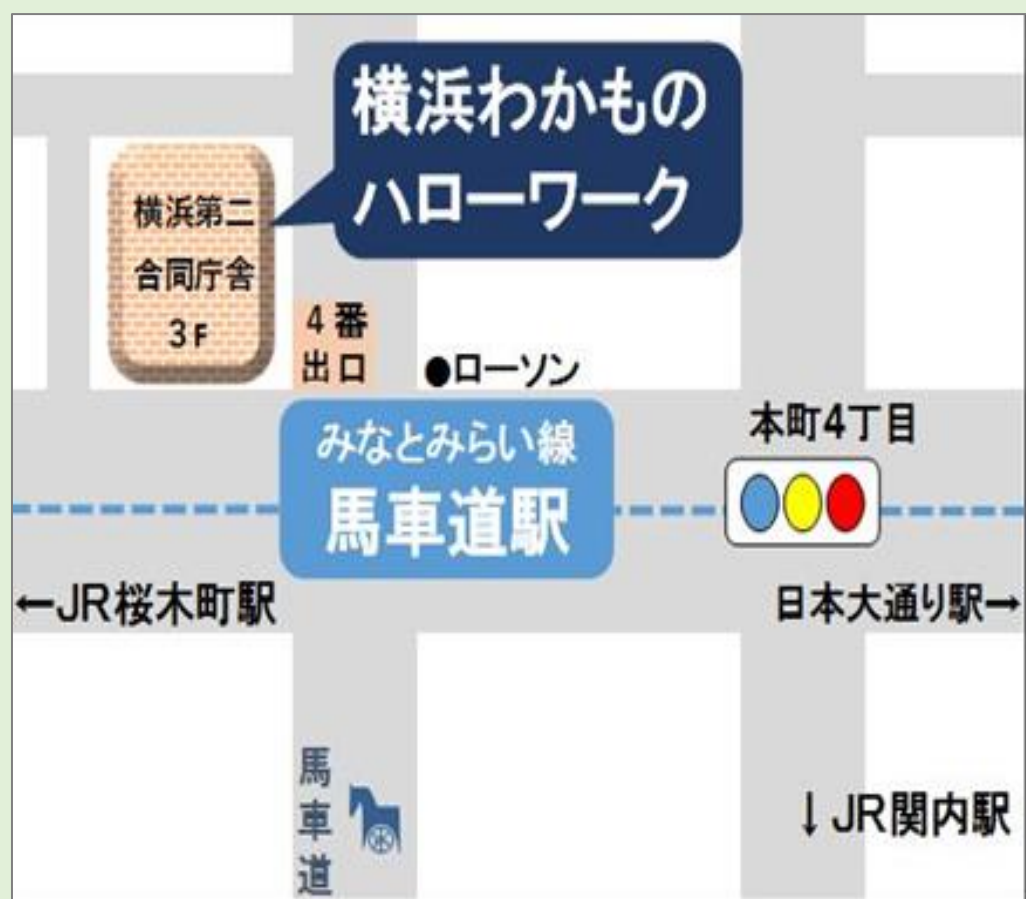 横浜わかもの
ハローワーク
横浜第二
合同庁舎
3F
4番
出口
●ローソン
みなとみらい線
馬車道駅
本町4丁目
←JR桜木町駅
日本大通り駅→
馬車道
↓JR関内駅